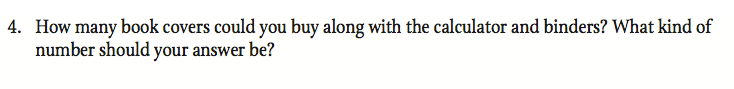 4. How many book covers could you buy along with the calculator and binders? What kind of
number should your answer be?